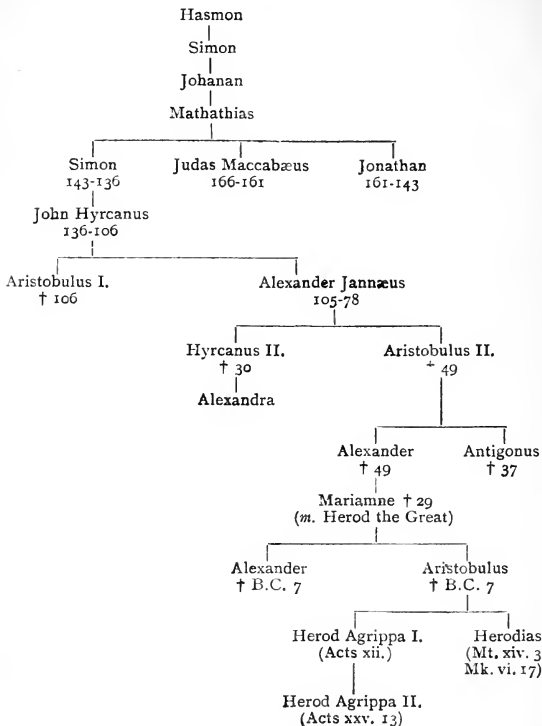 Hasmon
Simon
Johanan
Mathathias
Simon Judas Maccabæus Jonathan
143-136 166-161 161-143
John Hyrcanus
136-106
Aristobulus I. Alexander Jannæus
† 106 105-78
Hyrcanus II. Aristobulus II.
† 30 † 49
Alexandra
Alexander Antigonus
† 49 † 37
Mariamne † 29
(m. Herod the Great)
Alexander Aristobulus
† B.C. 7 † B.C. 7
Herod Agrippa I. Herodias
(Acts xii.) (Mt. xiv. 3
Mk. vi. 17)
Herod Agrippa II.
(Acts xxv. 13)